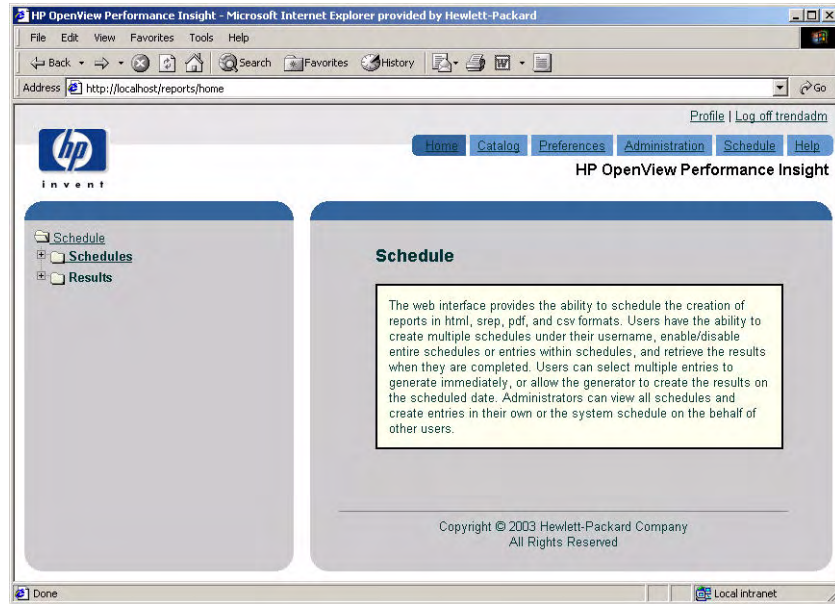 HP OpenView Performance Insight - Microsoft Internet Explorer provided by Hewlett-Packard
File Edit View Favorites Tools Help
Back Search Favorites History
Address http://localhost/reports/home Go
Profile | Log off trendadm
hp
invent
Home Catalog Preferences Administration Schedule Help
HP OpenView Performance Insight
Schedule
Schedules
Results
Schedule
The web interface provides the ability to schedule the creation of
reports in html, srep, pdf, and csv formats. Users have the ability to
create multiple schedules under their username, enable/disable
entire schedules or entries within schedules, and retrieve the results
when they are completed. Users can select multiple entries to
generate immediately, or allow the generator to create the results on
the scheduled date. Administrators can view all schedules and
create entries in their own or the system schedule on the behalf of
other users.
Copyright © 2003 Hewlett-Packard Company
All Rights Reserved
Done Local intranet